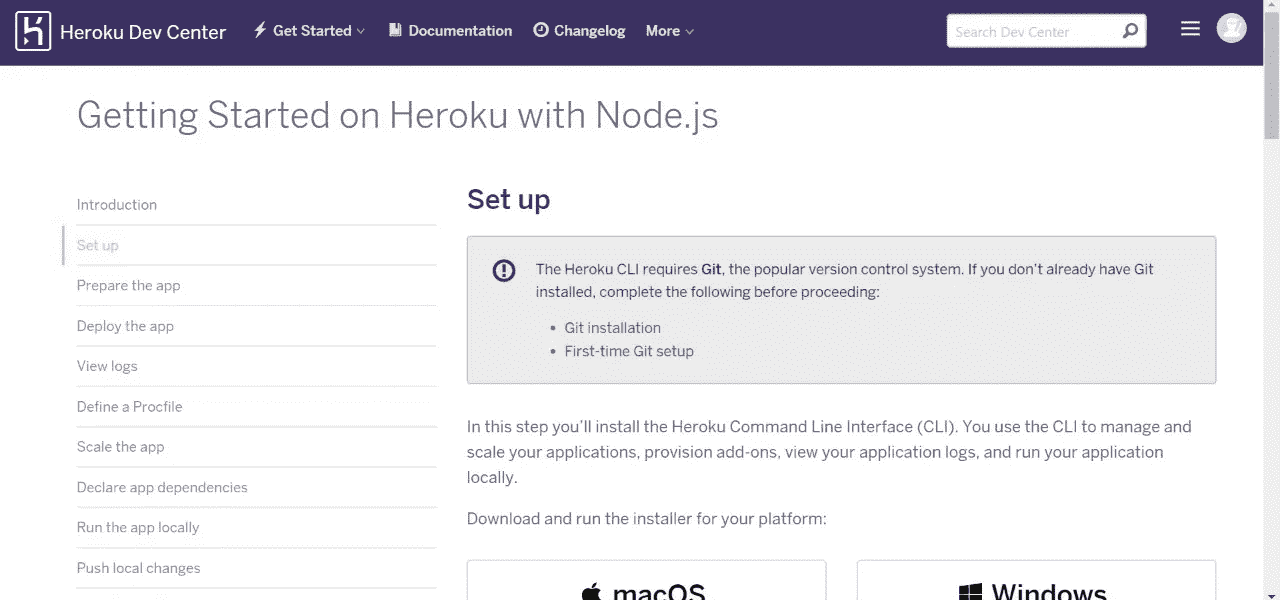 Heroku Dev Center
Get Started
Documentation
Changelog
More
Search Dev Center
Getting Started on Heroku with Node.js
Introduction
Set up
Prepare the app
Deploy the app
View logs
Define a Procfile
Scale the app
Declare app dependencies
Run the app locally
Push local changes
Set up
The Heroku CLI requires Git, the popular version control system. If you don't already have Git
installed, complete the following before proceeding:
• Git installation
• First-time Git setup
In this step you'll install the Heroku Command Line Interface (CLI). You use the CLI to manage and
scale your applications, provision add-ons, view your application logs, and run your application
locally.
Download and run the installer for your platform:
macOS
Windows